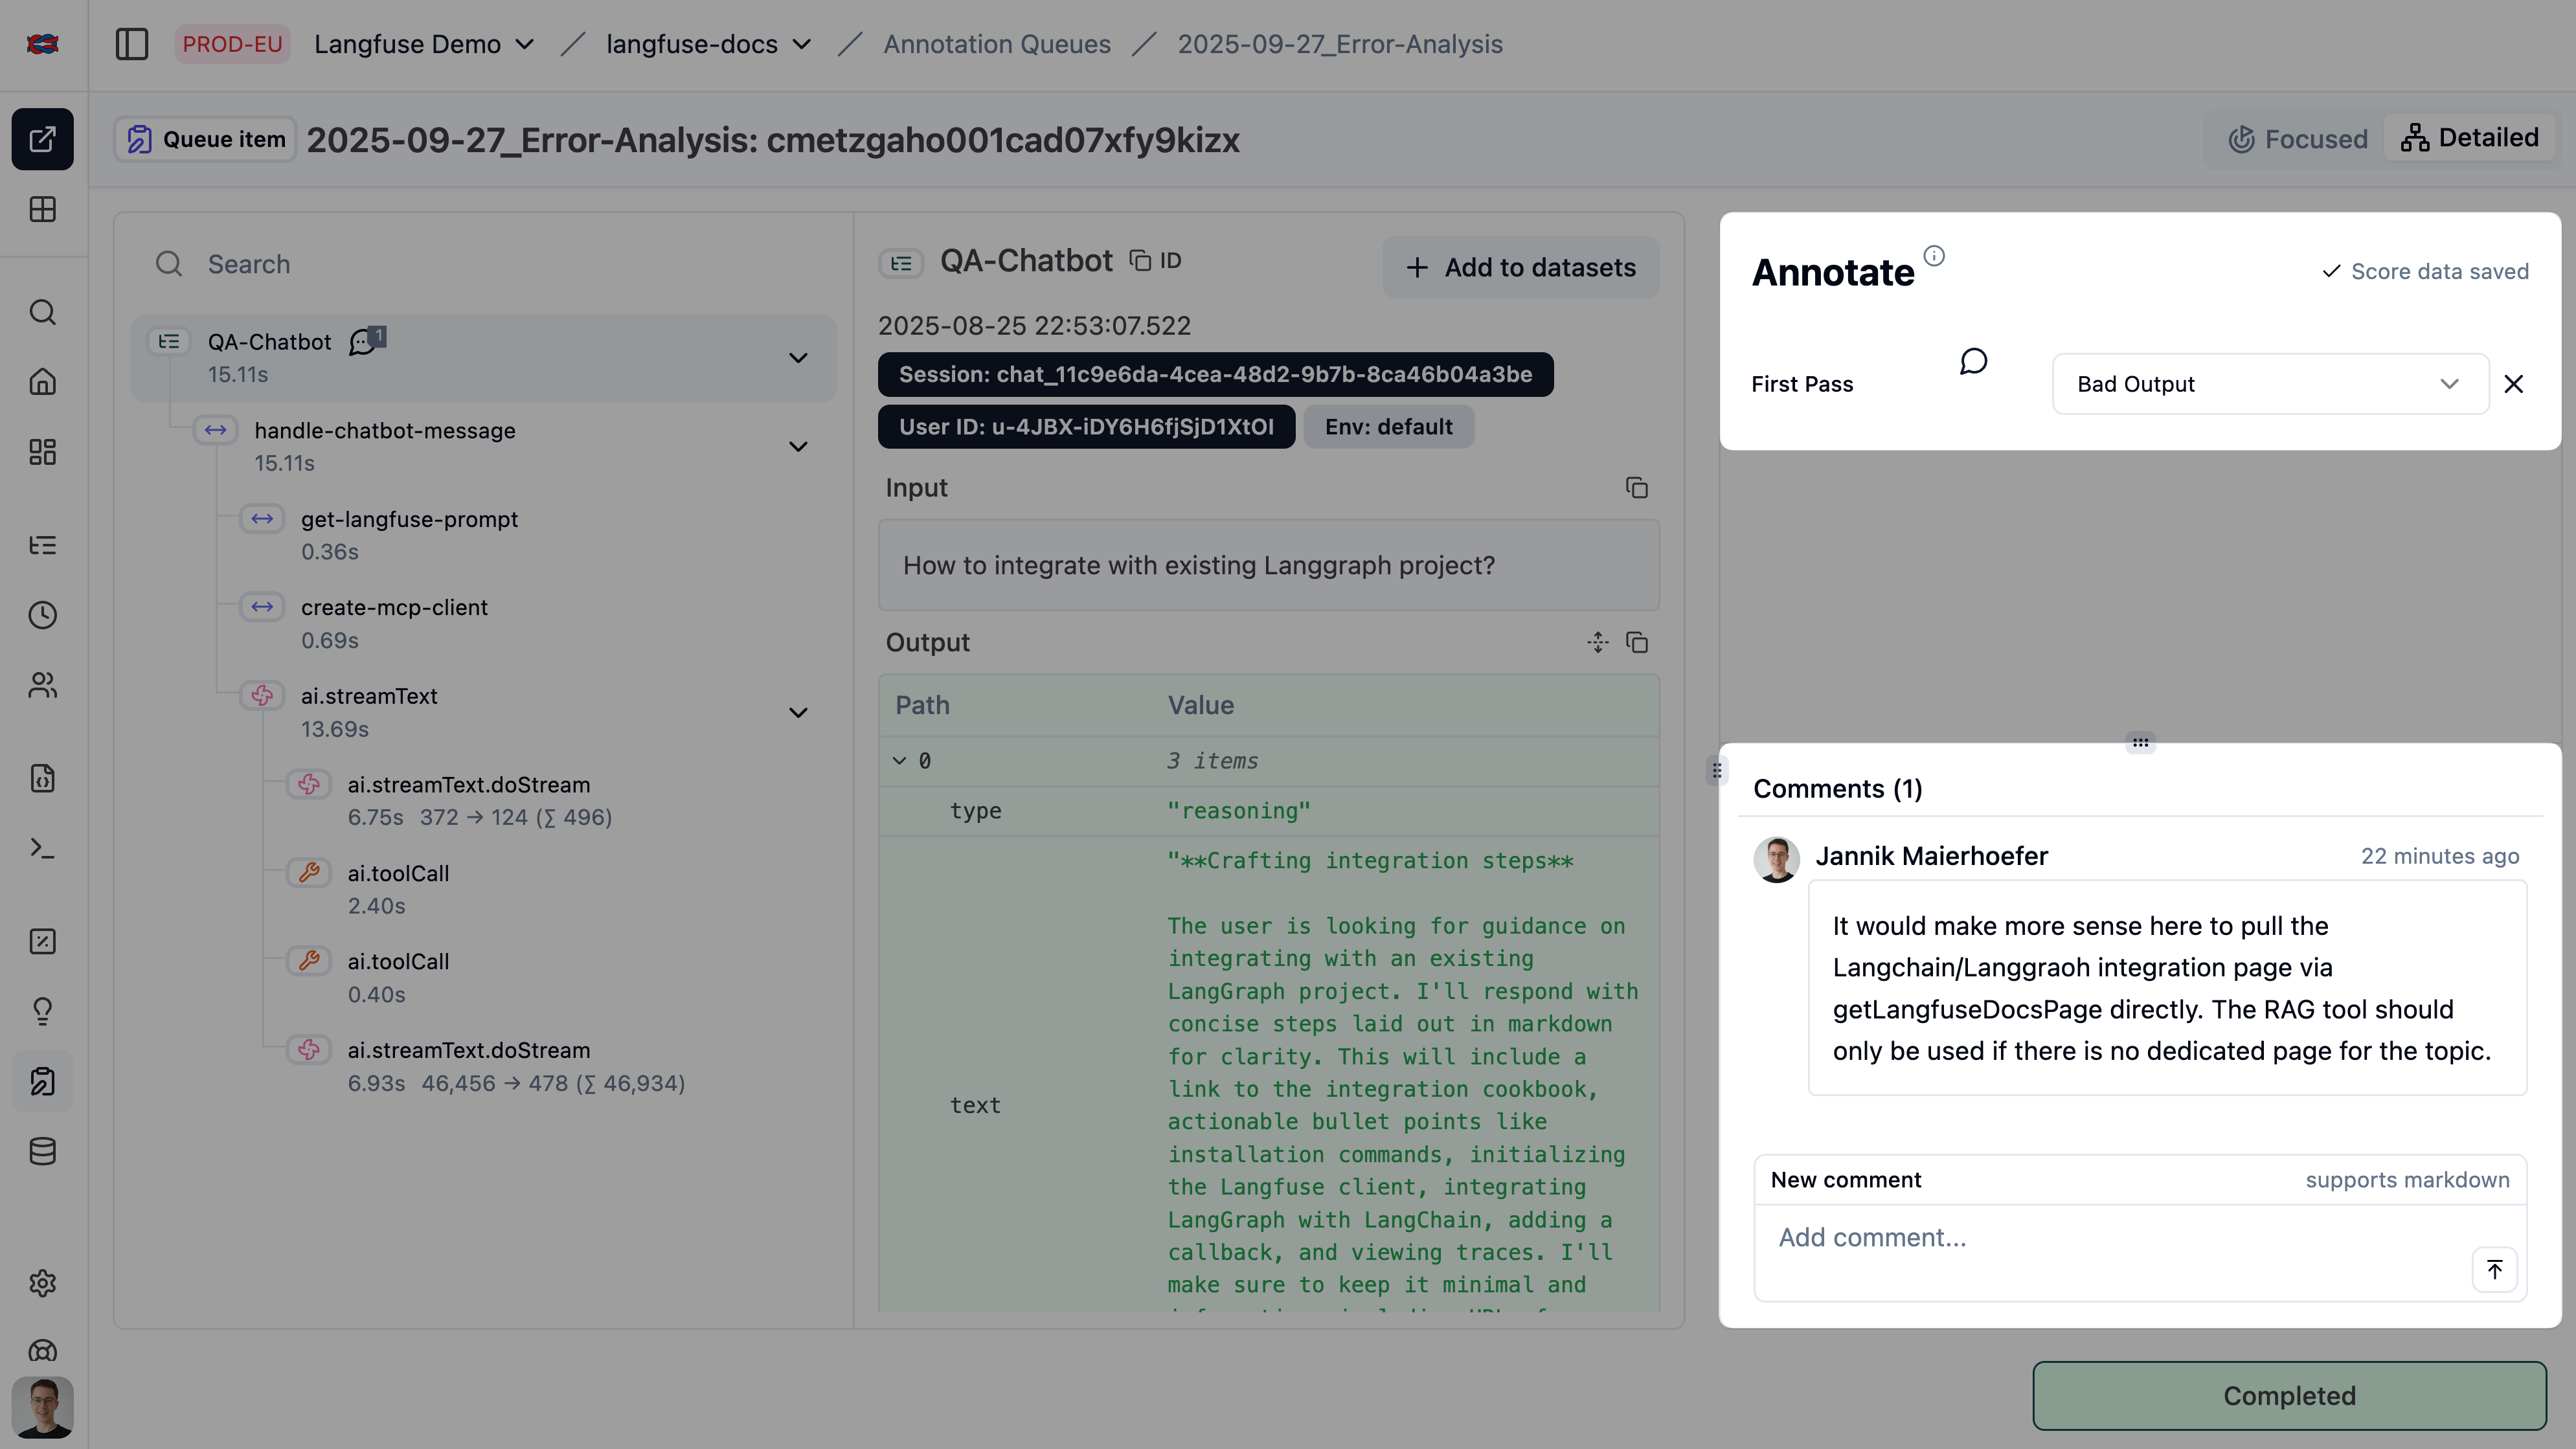 PROD-EU
Langfuse Demo
langfuse-docs
Annotation Queues
2025-09-27_Error-Analysis
Queue item
2025-09-27_Error-Analysis: cmetzgaho001cad07xfy9kizx
Focused
Detailed
Search
QA-Chatbot
1
15.11s
handle-chatbot-message
15.11s
get-langfuse-prompt
0.36s
create-mcp-client
0.69s
ai.streamText
13.69s
ai.streamText.doStream
6.75s 372 → 124 (∑ 496)
ai.toolCall
2.40s
ai.toolCall
0.40s
ai.streamText.doStream
6.93s 46,456 → 478 (∑ 46,934)
QA-Chatbot
ID
Add to datasets
2025-08-25 22:53:07.522
Session: chat_11c9e6da-4cea-48d2-9b7b-8ca46b04a3be
User ID: u-4JBX-iDY6H6fjSjD1XtOI
Env: default
Input
How to integrate with existing Langgraph project?
Output
Path Value
0 3 items
type "reasoning"
text
"**Crafting integration steps**
The user is looking for guidance on
integrating with an existing
LangGraph project. I'll respond with
concise steps laid out in markdown
for clarity. This will include a
link to the integration cookbook,
actionable bullet points like
installation commands, initializing
the Langfuse client, integrating
LangGraph with LangChain, adding a
callback, and viewing traces. I'll
make sure to keep it minimal and
Annotate
Score data saved
First Pass
Bad Output
Comments (1)
Jannik Maierhoefer
22 minutes ago
It would make more sense here to pull the
Langchain/Langgraoh integration page via
getLangfuseDocsPage directly. The RAG tool should
only be used if there is no dedicated page for the topic.
New comment
supports markdown
Add comment...
Completed